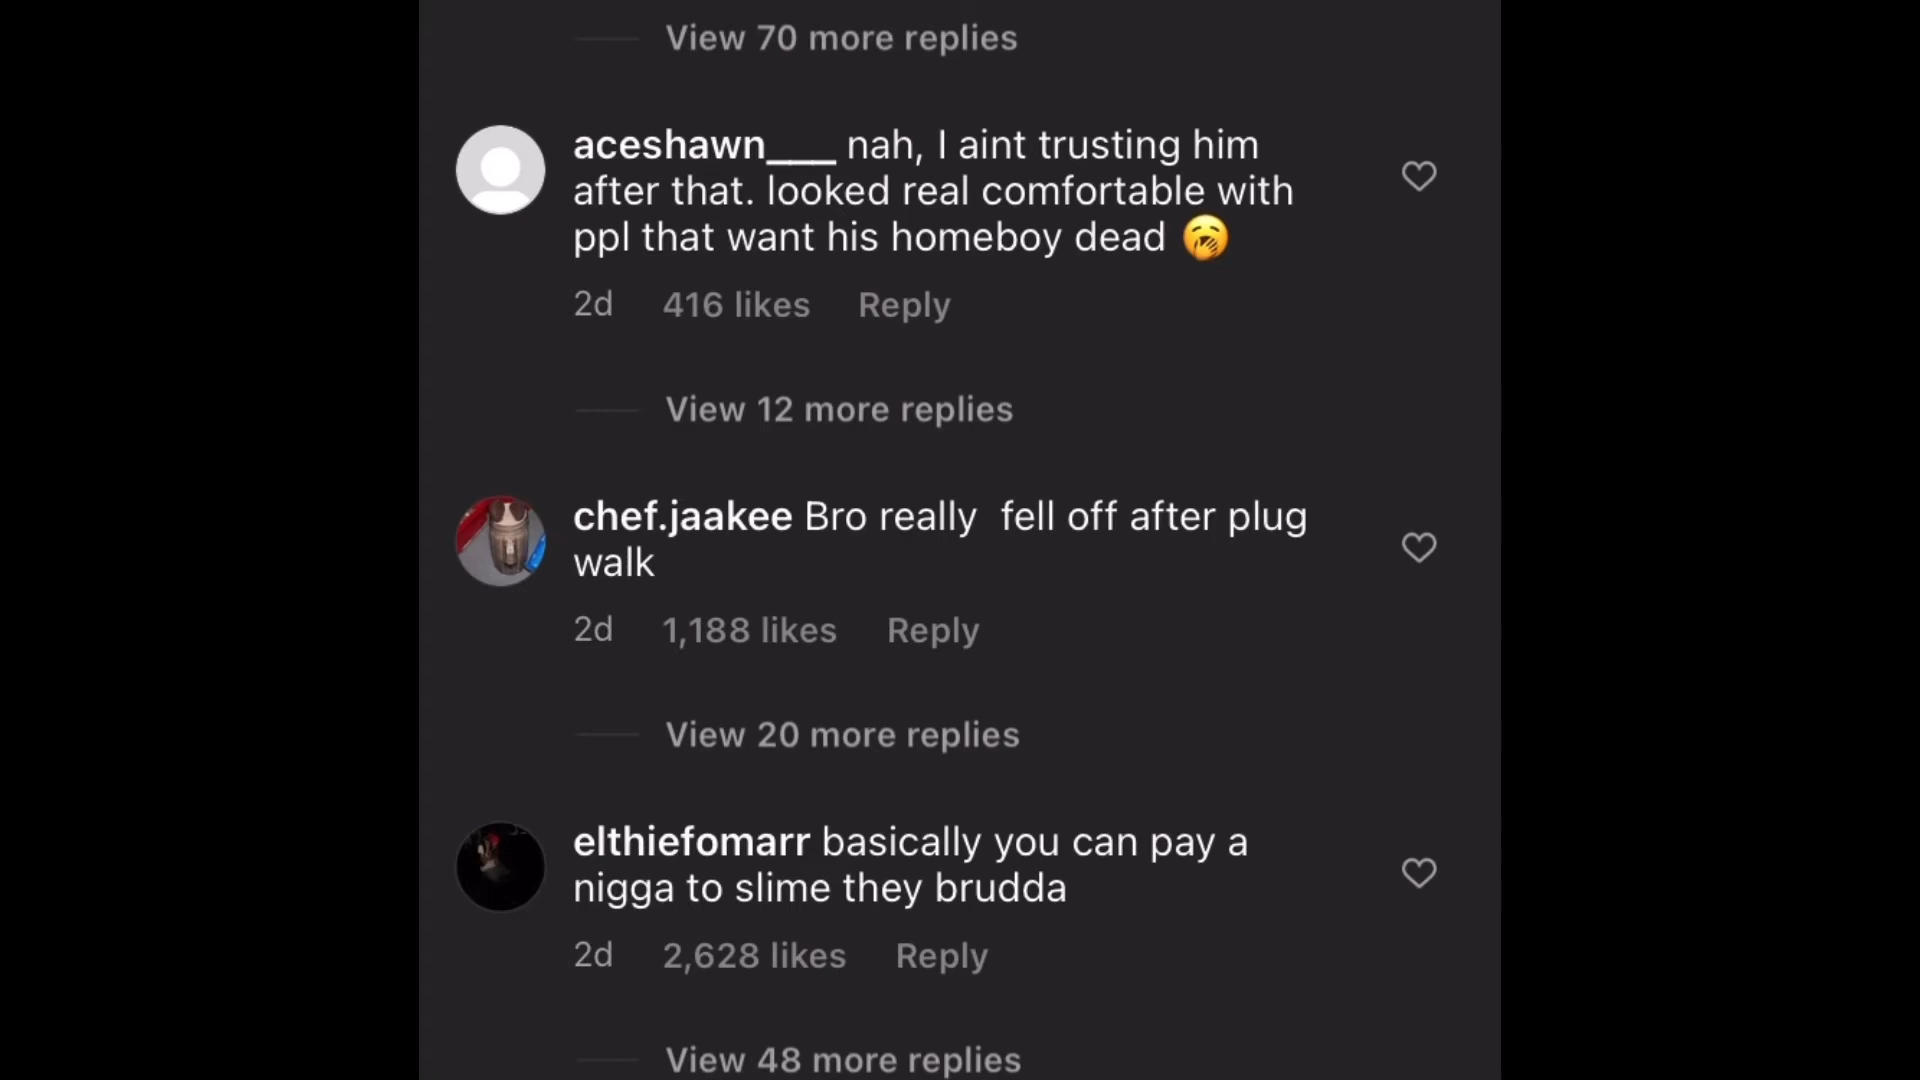 View 70 more replies
aceshawn___ nah, I aint trusting him
after that. looked real comfortable with
ppl that want his homeboy dead 🥱
2d 416 likes Reply
View 12 more replies
chef.jaakee Bro really  fell off after plug
walk
2d 1,188 likes Reply
View 20 more replies
elthiefomarr basically you can pay a
nigga to slime they brudda
2d 2,628 likes Reply
View 48 more replies